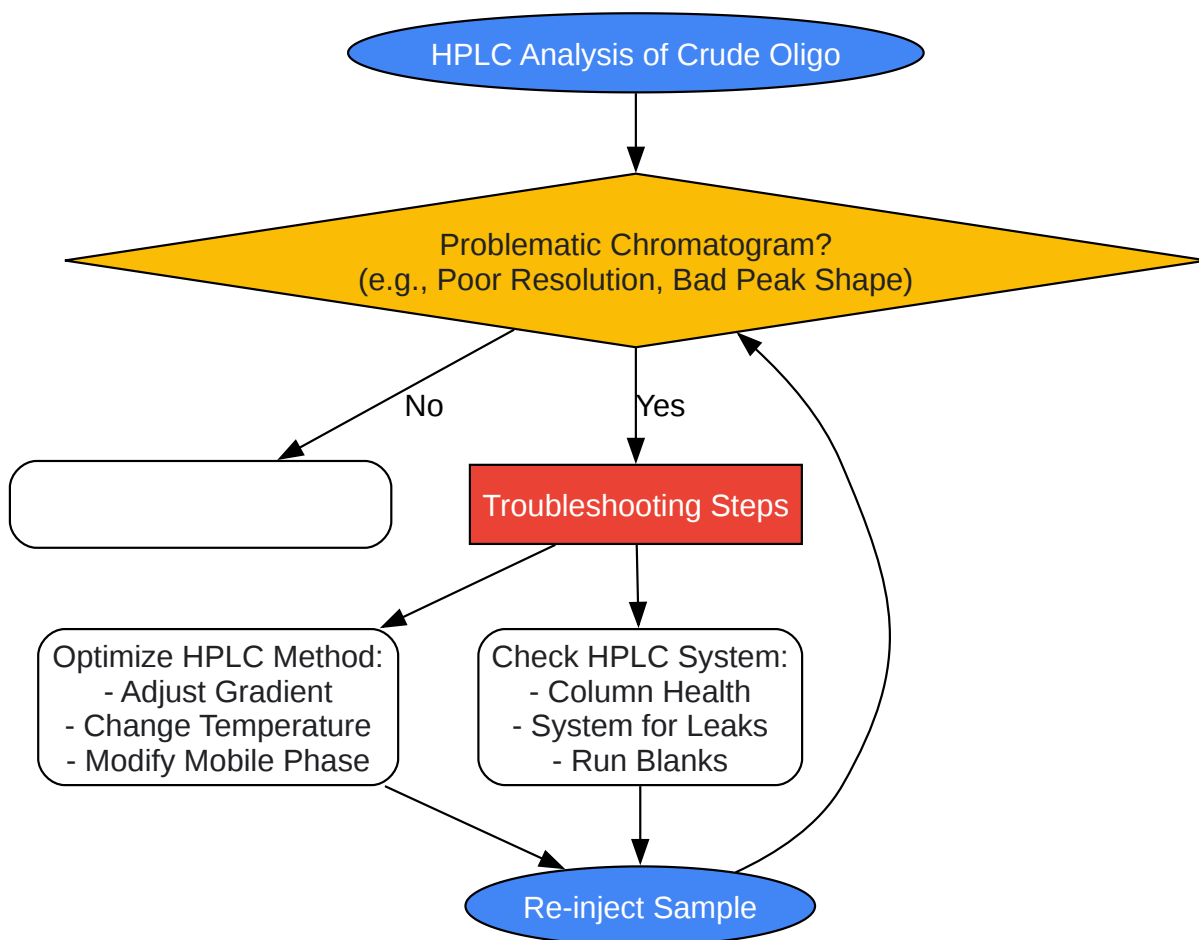 HPLC Analysis of Crude Oligo
Problematic Chromatogram?
(e.g., Poor Resolution, Bad Peak Shape)
No
Yes
Troubleshooting Steps
Optimize HPLC Method:
- Adjust Gradient
- Change Temperature
- Modify Mobile Phase
Check HPLC System:
- Column Health
- System for Leaks
- Run Blanks
Re-inject Sample